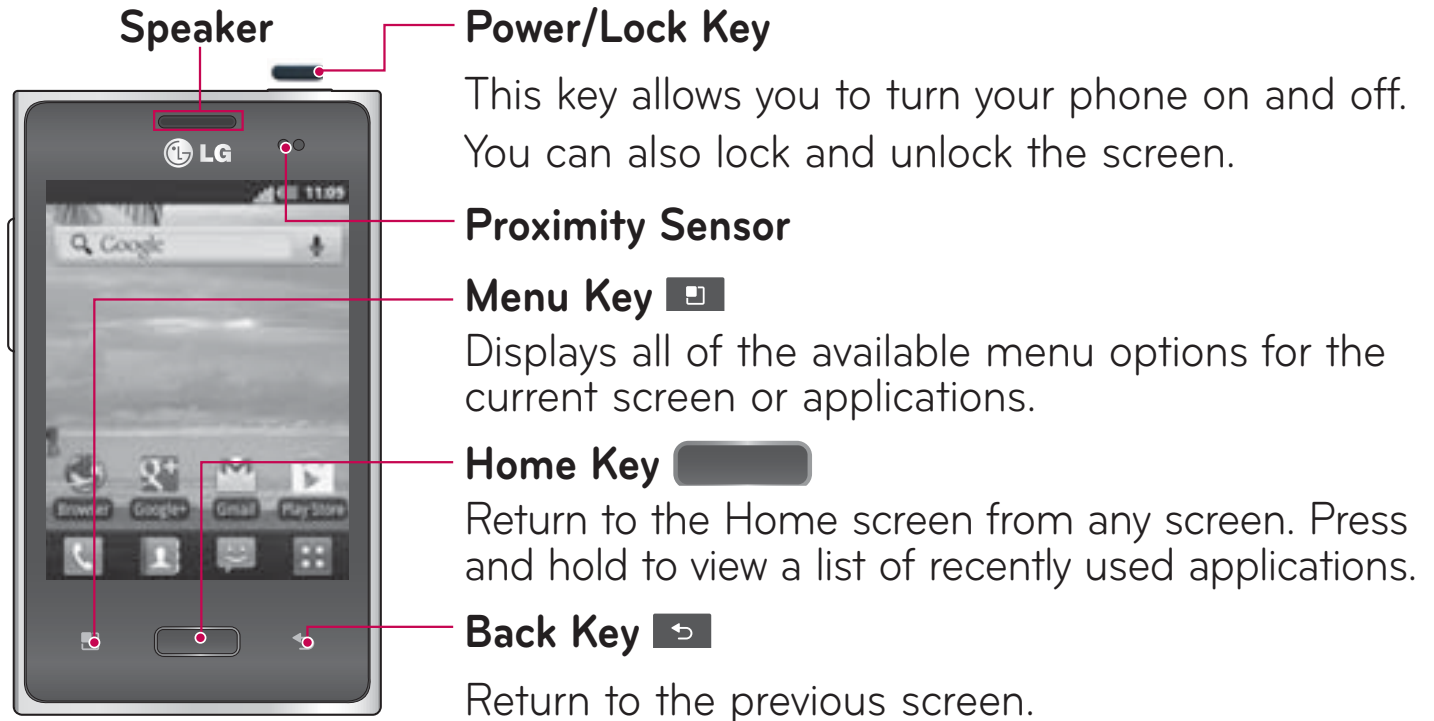 Speaker
Power/Lock Key
This key allows you to turn your phone on and off.
You can also lock and unlock the screen.
LG
11:09
Google
Proximity Sensor
Menu Key
Displays all of the available menu options for the
current screen or applications.
Home Key
Return to the Home screen from any screen. Press
and hold to view a list of recently used applications.
Browser Google+ Gmail Play Store
Back Key
Return to the previous screen.